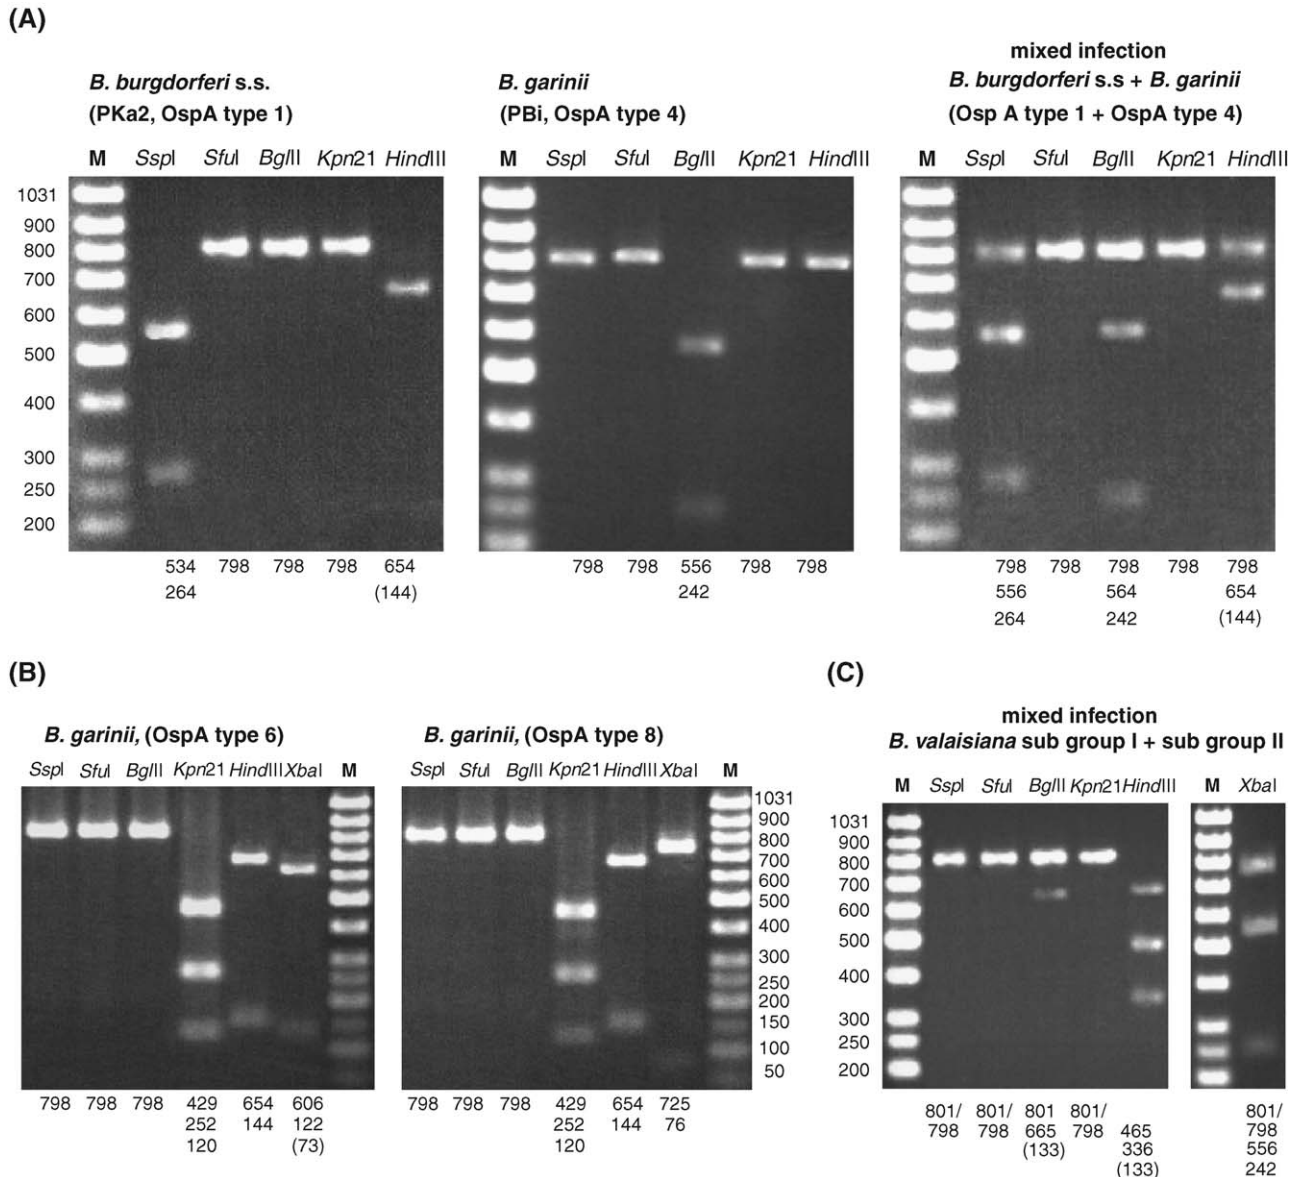 (A)
B. burgdorferi s.s.
(PKa2, OspA type 1)
M SspI SfuI BglII Kpn21 HindIII
1031
900
800
700
600
500
400
300
250
200
534 798 798 798 654
264 (144)
B. garinii
(PBi, OspA type 4)
M SspI SfuI BglII Kpn21 HindIII
798 798 556 798 798
242
mixed infection
B. burgdorferi s.s + B. garinii
(Osp A type 1 + OspA type 4)
M SspI SfuI BglII Kpn21 HindIII
798 798 798 798 798
556 564 654
264 242 (144)
(B)
B. garinii, (OspA type 6)
SspI SfuI BglII Kpn21 HindIII XbaI M
798 798 798 429 654 606
252 144 122
120 (73)
B. garinii, (OspA type 8)
SspI SfuI BglII Kpn21 HindIII XbaI M
1031
900
800
700
600
500
400
300
250
200
150
100
50
798 798 798 429 654 725
252 144 76
120
(C)
mixed infection
B. valaisiana sub group I + sub group II
M SspI SfuI BglII Kpn21 HindIII M XbaI
1031
900
800
700
600
500
400
300
250
200
801/ 801/ 801 801/ 801/
798 798 665 798 465 798
(133) 336 556
(133) 242